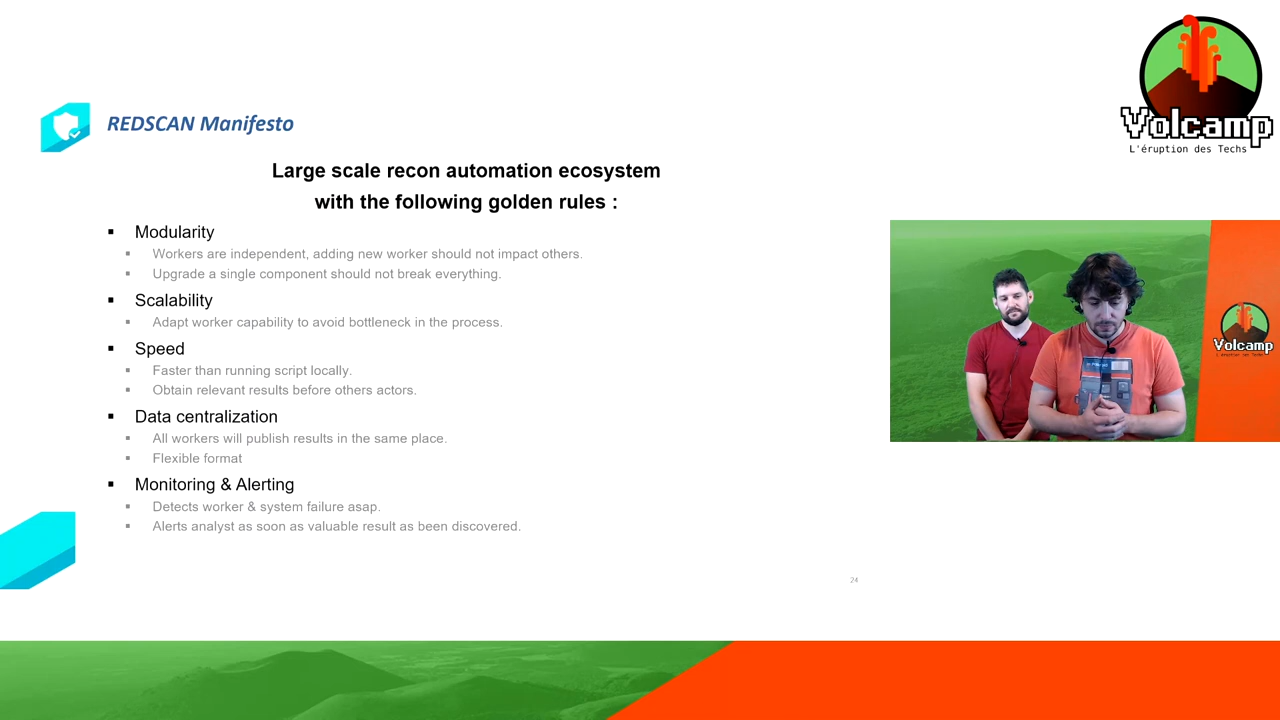 REDSCAN Manifesto
Large scale recon automation ecosystem
with the following golden rules :
Modularity
Workers are independent, adding new worker should not impact others.
Upgrade a single component should not break everything.
Scalability
Adapt worker capability to avoid bottleneck in the process.
Speed
Faster than running script locally.
Obtain relevant results before others actors.
Data centralization
All workers will publish results in the same place.
Flexible format
Monitoring & Alerting
Detects worker & system failure asap.
Alerts analyst as soon as valuable result as been discovered.
24
Volcamp
L'éruption des Techs
Volcamp
L'éruption des Techs